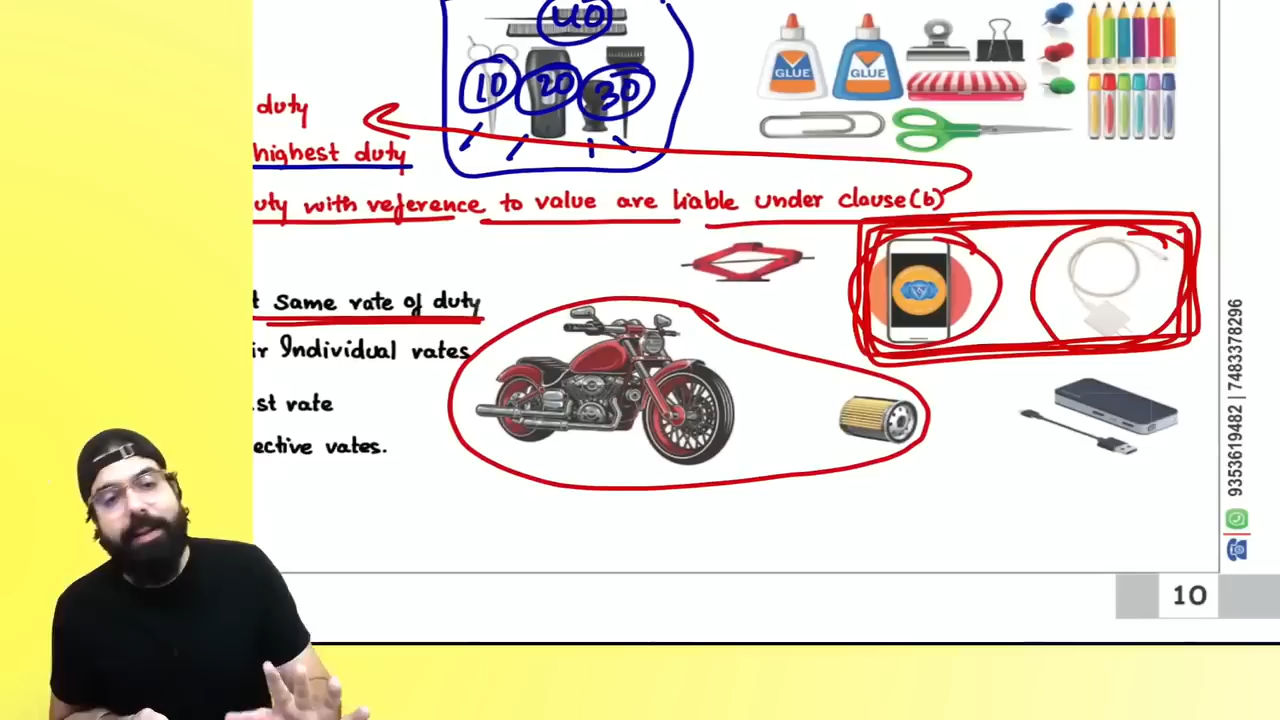 40
10 20 30
GLUE GLUE
duty
highest duty
uty with reference to value are liable under clause(b)
t same rate of duty
ir Individual rates
st rate
ective rates.
9353619482 | 7483378296
10